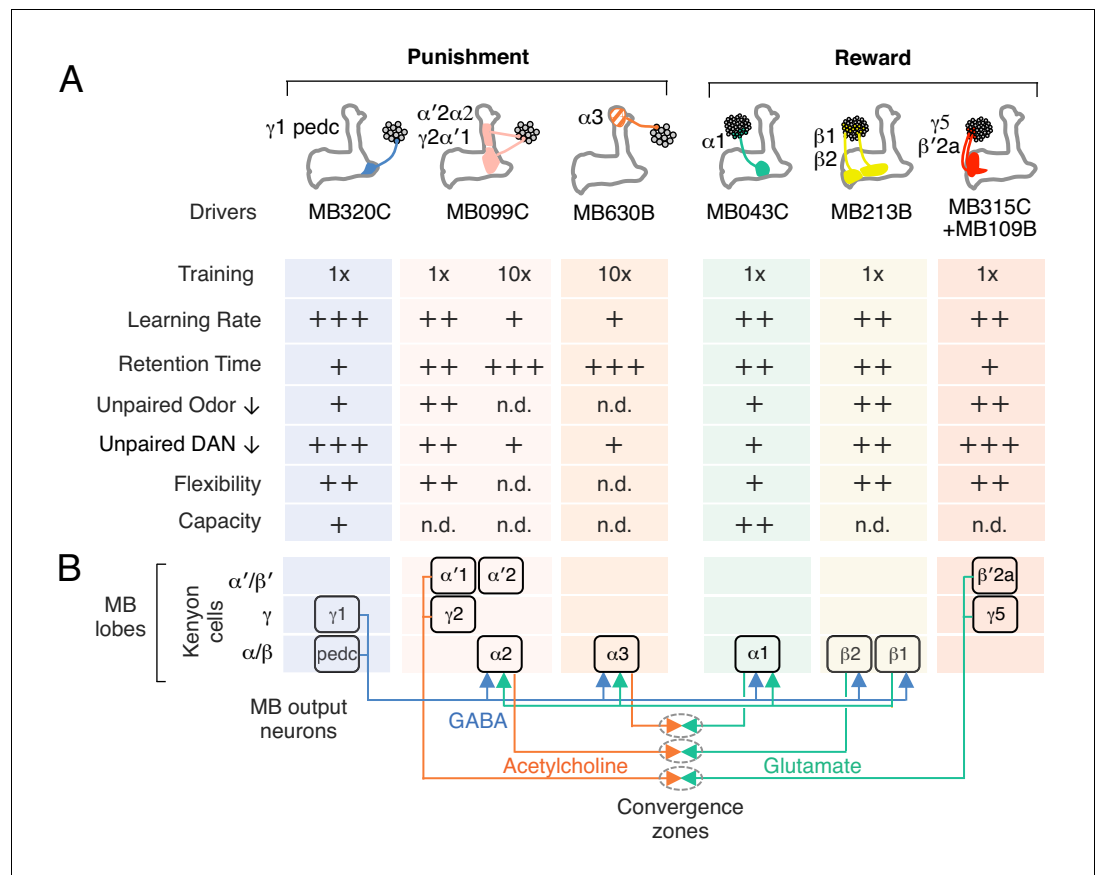 A
Punishment
Reward
γ1 pedc
α′2α2
γ2α′1
α3
α1
β1
β2
γ5
β′2a
Drivers MB320C MB099C MB630B MB043C MB213B MB315C
+MB109B
Training 1x 1x 10x 10x 1x 1x 1x
Learning Rate +++ ++ + + ++ ++ ++
Retention Time + ++ +++ +++ ++ ++ +
Unpaired Odor ↓ + ++ n.d. n.d. + ++ ++
Unpaired DAN ↓ +++ ++ + + + ++ +++
Flexibility ++ ++ n.d. n.d. + ++ ++
Capacity + n.d. n.d. n.d. ++ n.d. n.d.
B
MB
lobes
Kenyon
cells
α′/β′ α′1 α′2 β′2a
γ γ1 γ2 γ5
α/β pedc α2 α3 α1 β2 β1
MB output
neurons
GABA
Acetylcholine
Glutamate
Convergence
zones